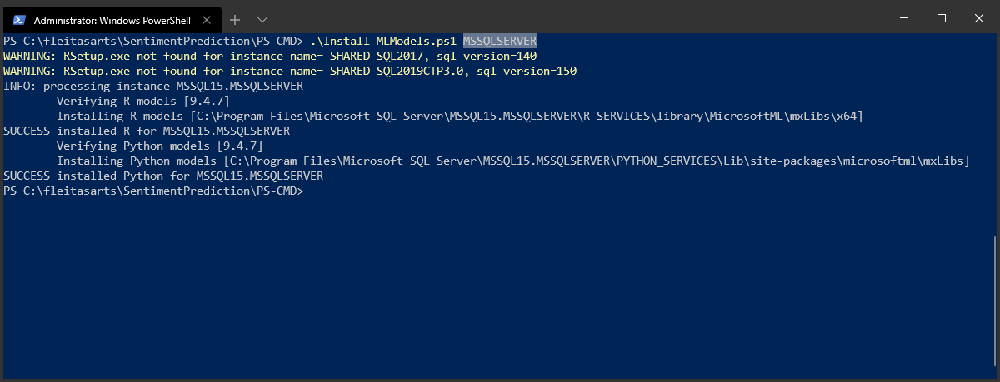 Administrator: Windows PowerShell
PS C:\fleitasarts\SentimentPrediction\PS-CMD> .\Install-MLModels.ps1 MSSQLSERVER
WARNING: RSetup.exe not found for instance name= SHARED_SQL2017, sql version=140
WARNING: RSetup.exe not found for instance name= SHARED_SQL2019CTP3.0, sql version=150
INFO: processing instance MSSQL15.MSSQLSERVER
        Verifying R models [9.4.7]
        Installing R models [C:\Program Files\Microsoft SQL Server\MSSQL15.MSSQLSERVER\R_SERVICES\library\MicrosoftML\mxLibs\x64]
SUCCESS installed R for MSSQL15.MSSQLSERVER
        Verifying Python models [9.4.7]
        Installing Python models [C:\Program Files\Microsoft SQL Server\MSSQL15.MSSQLSERVER\PYTHON_SERVICES\Lib\site-packages\microsoftml\mxLibs]
SUCCESS installed Python for MSSQL15.MSSQLSERVER
PS C:\fleitasarts\SentimentPrediction\PS-CMD>